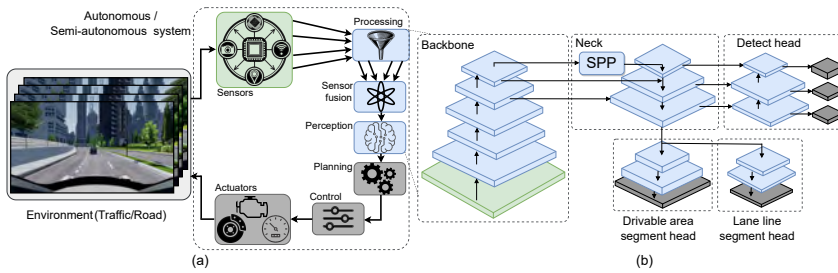 Autonomous /
Semi-autonomous system
Sensors
Processing
Sensor
fusion
Perception
Planning
Control
Actuators
Environment (Traffic/Road)
(a)
Backbone
Neck
SPP
Detect head
Drivable area
segment head
Lane line
segment head
(b)